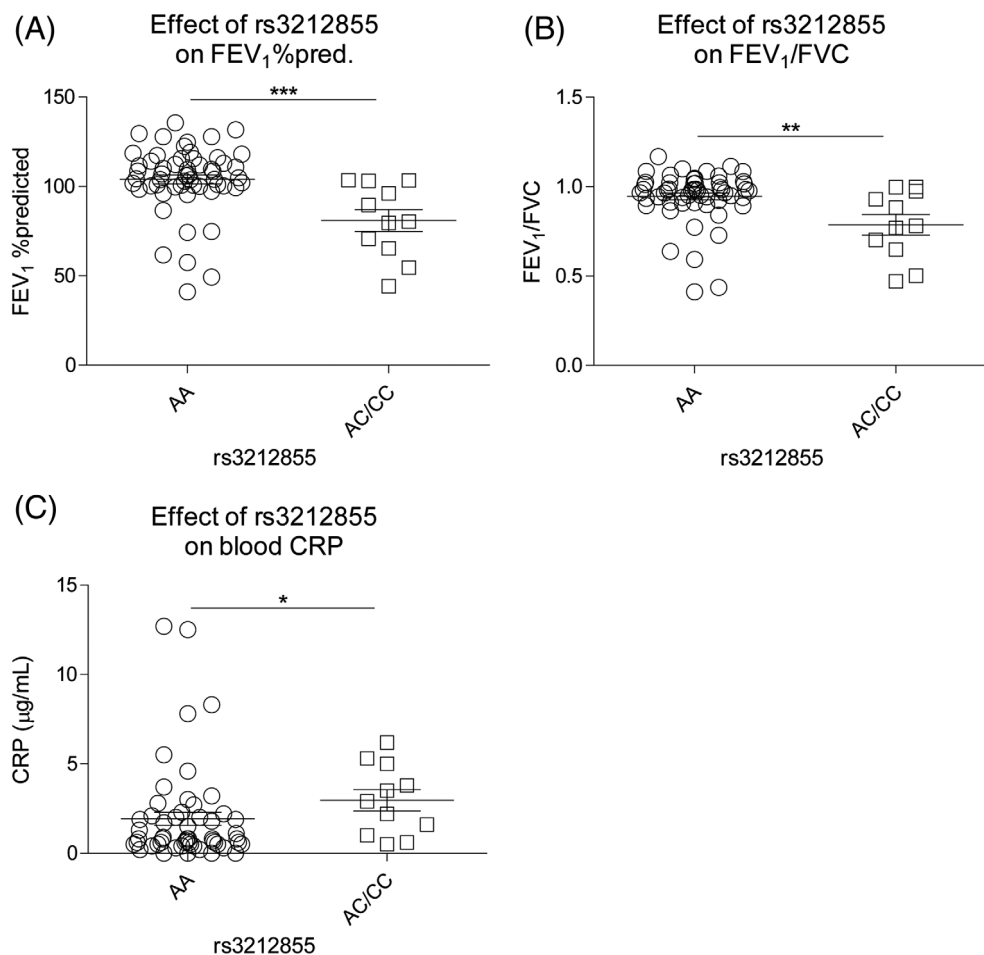 (A)
Effect of rs3212855
on FEV₁%pred.
***
FEV₁ %predicted
150
100
50
0
AA
AC/CC
rs3212855
(B)
Effect of rs3212855
on FEV₁/FVC
**
FEV₁/FVC
1.5
1.0
0.5
0.0
AA
AC/CC
rs3212855
(C)
Effect of rs3212855
on blood CRP
*
CRP (μg/mL)
15
10
5
0
AA
AC/CC
rs3212855